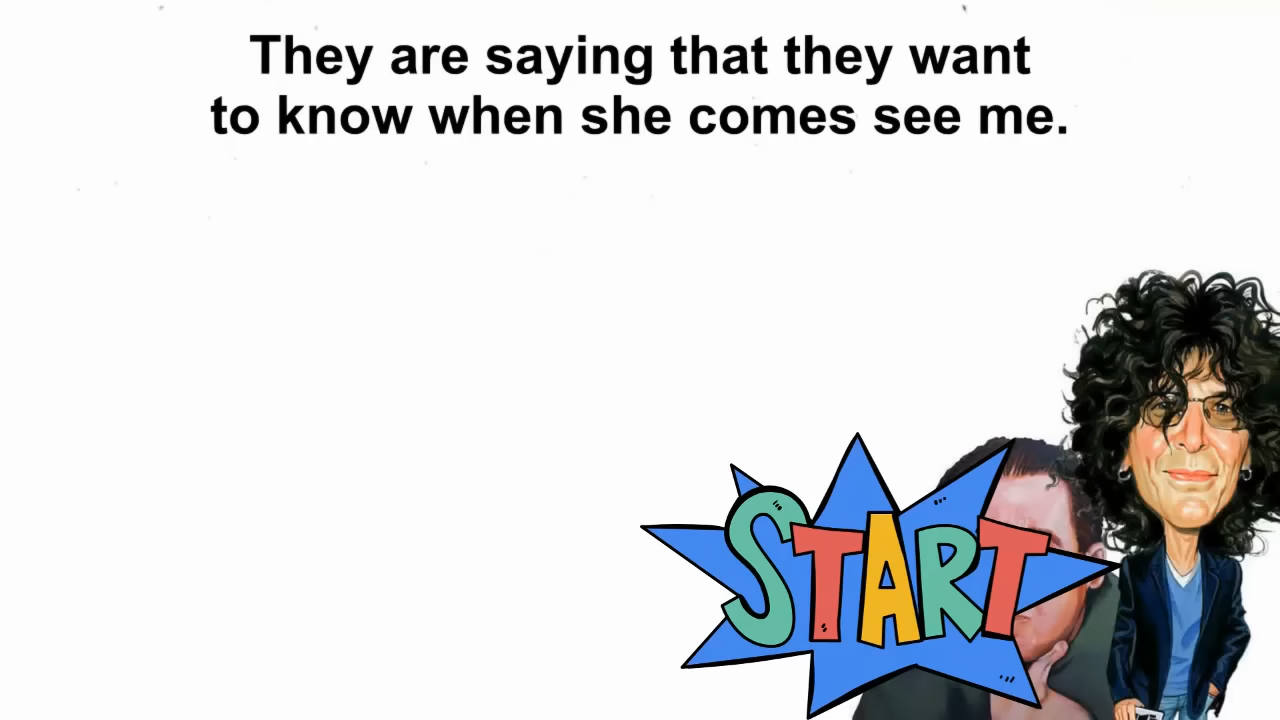 They are saying that they want
to know when she comes see me.
START